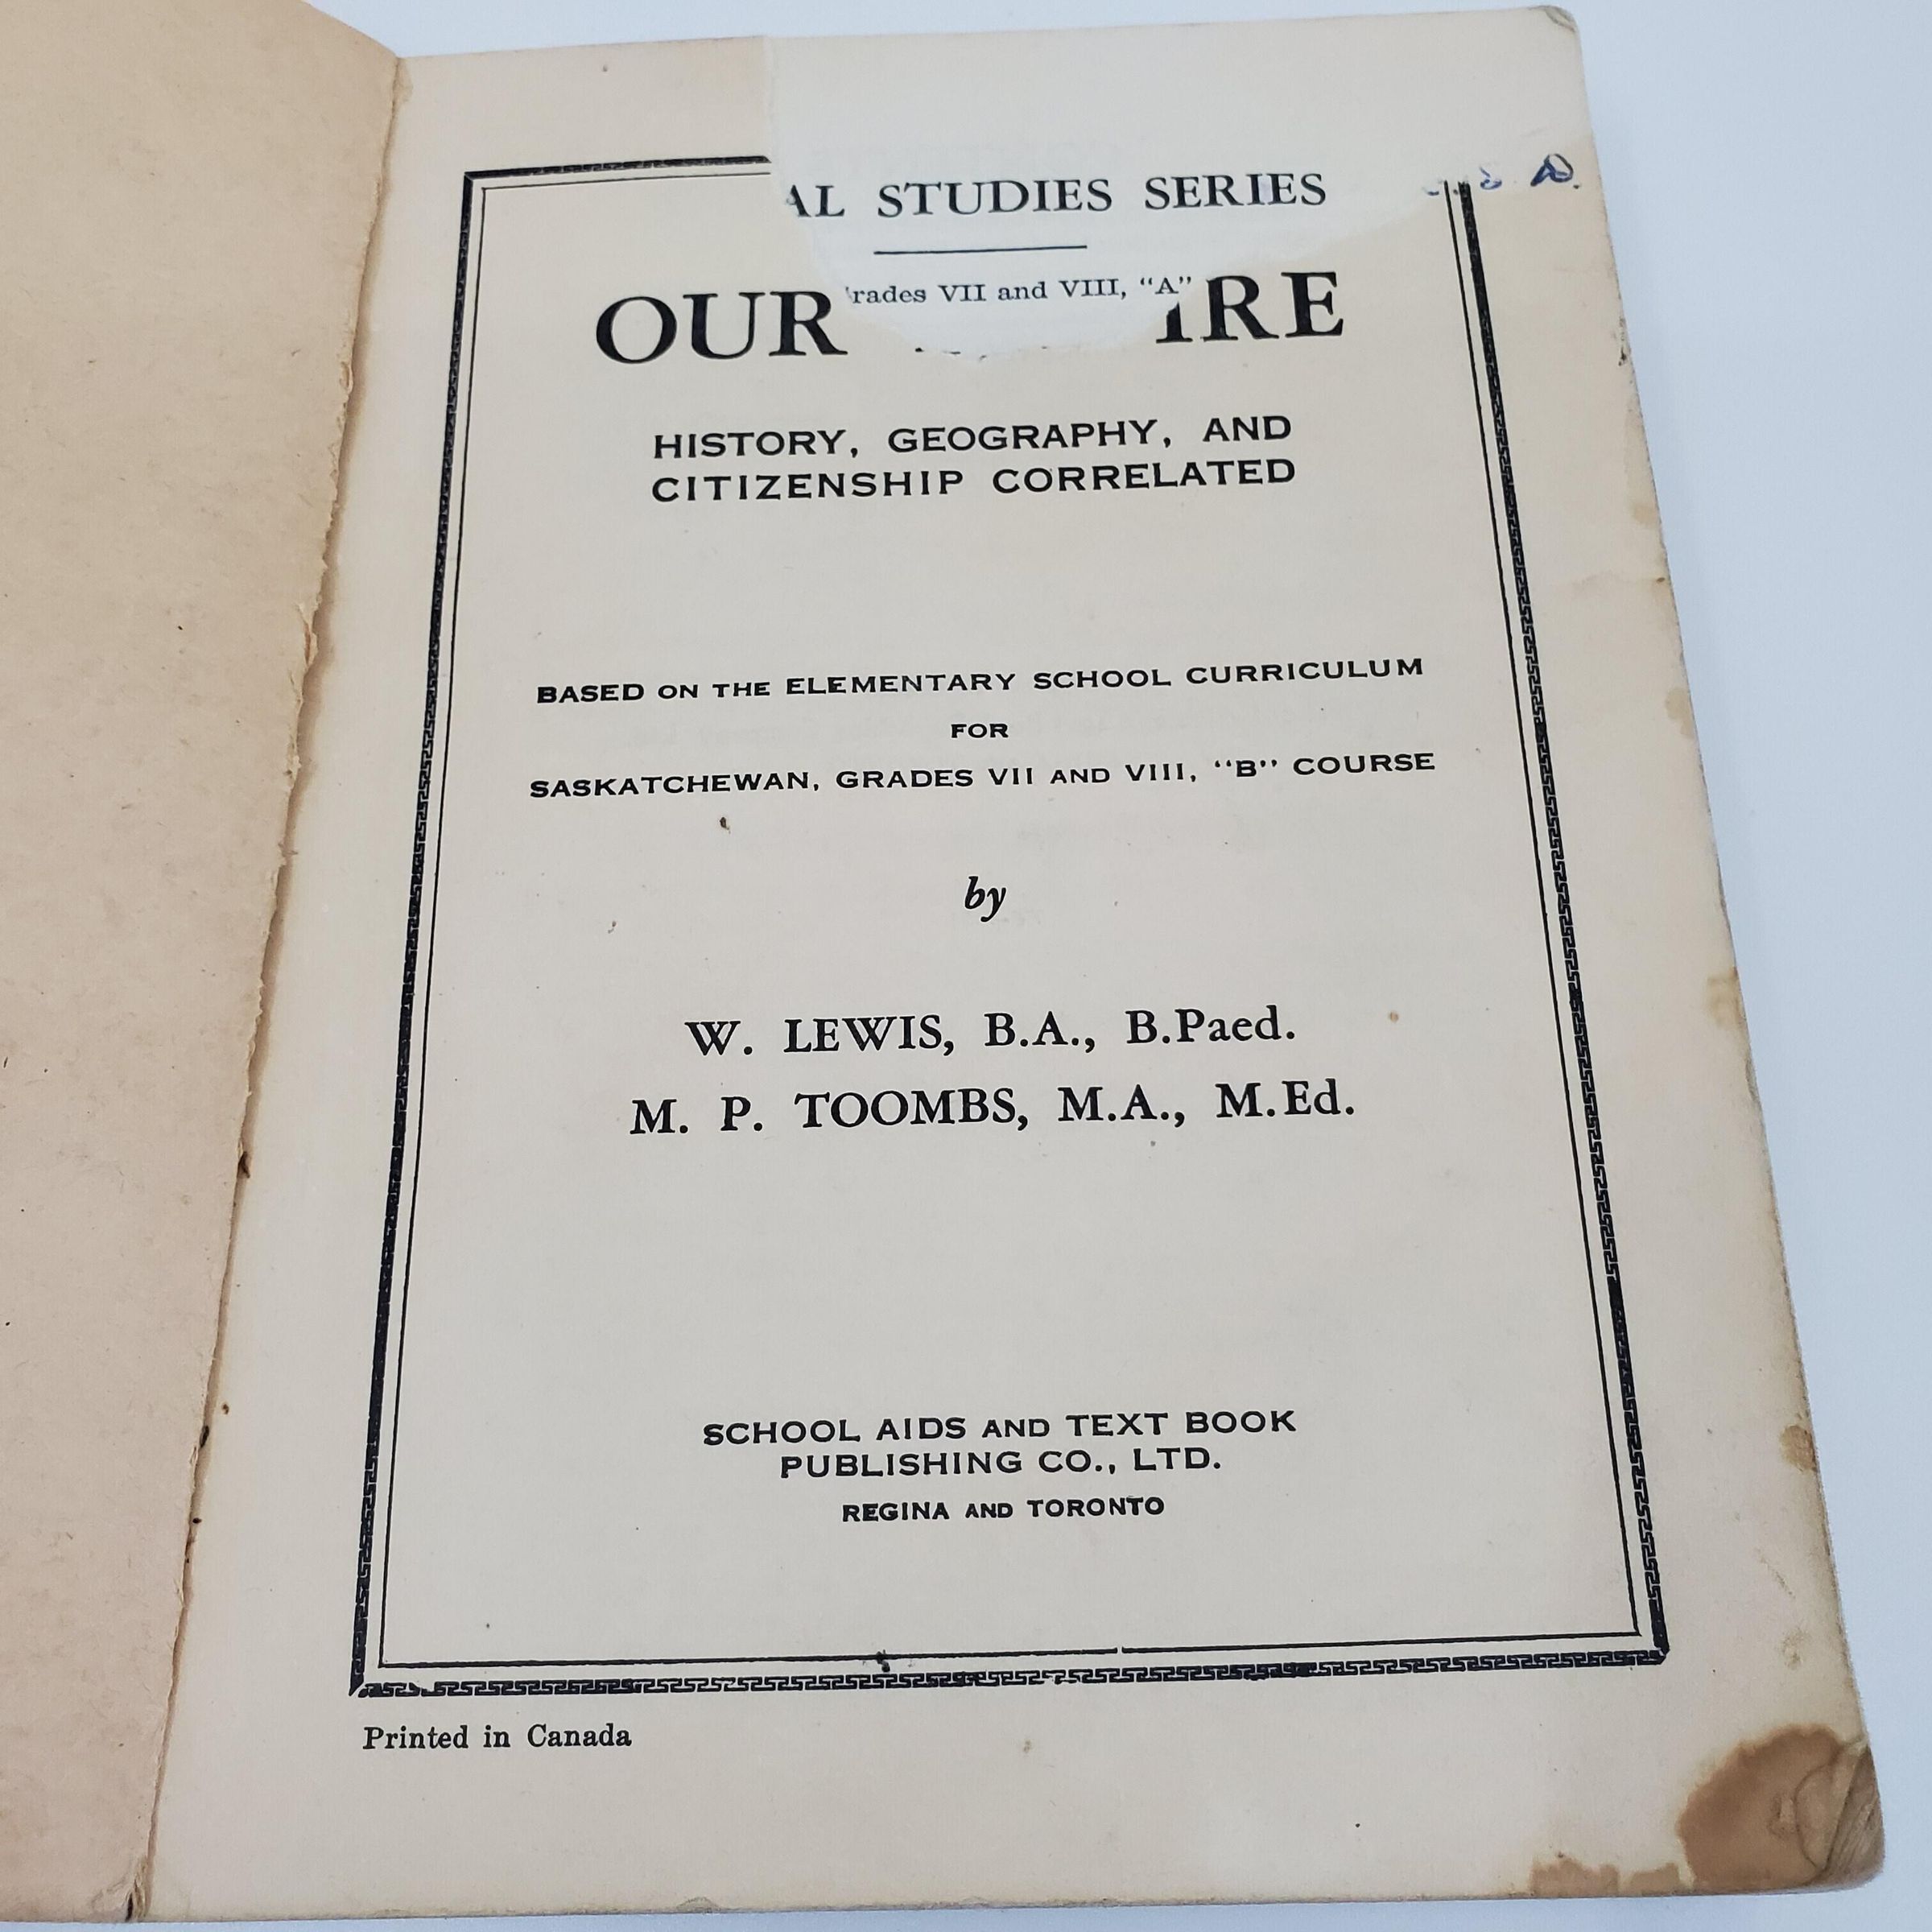 AL STUDIES SERIES
rades VII and VIII, "A"
OUR IRE
HISTORY, GEOGRAPHY, AND
CITIZENSHIP CORRELATED
BASED ON THE ELEMENTARY SCHOOL CURRICULUM
FOR
SASKATCHEWAN, GRADES VII AND VIII, "B" COURSE
by
W. LEWIS, B.A., B.Paed.
M. P. TOOMBS, M.A., M.Ed.
SCHOOL AIDS AND TEXT BOOK
PUBLISHING CO., LTD.
REGINA AND TORONTO
Printed in Canada